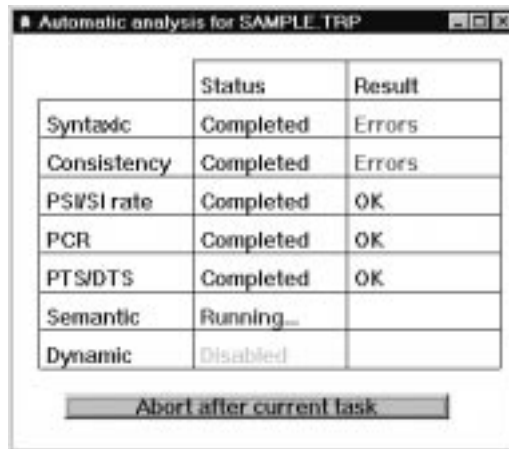 Automatic analysis for SAMPLE.TRP
Status Result
Syntaxic Completed Errors
Consistency Completed Errors
PSI/SI rate Completed OK
PCR Completed OK
PTS/DTS Completed OK
Semantic Running...
Dynamic Disabled
Abort after current task